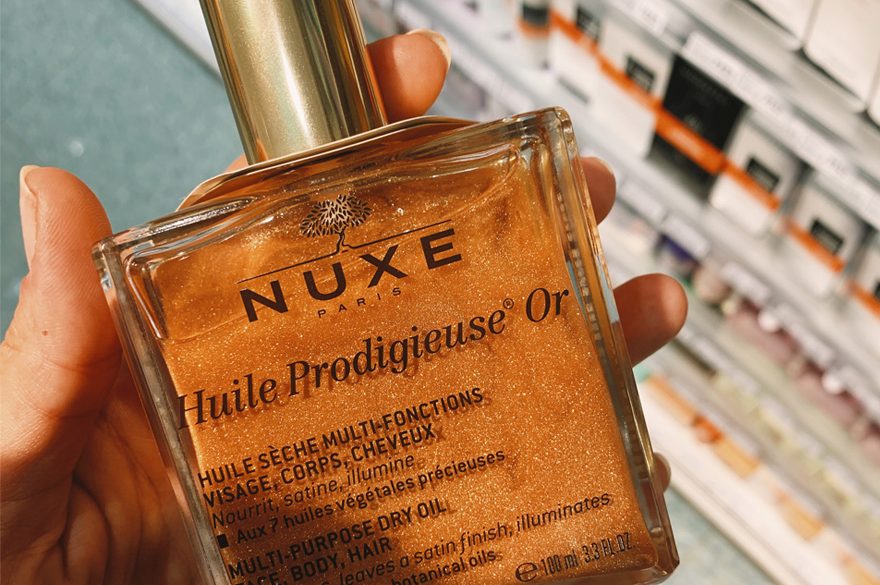 NUXE
PARIS
Huile Prodigieuse® Or
HUILE SÈCHE MULTI-FONCTIONS
VISAGE, CORPS, CHEVEUX
Nourrit, satine, illumine
■ Aux 7 huiles végétales précieuses
MULTI-PURPOSE DRY OIL
FACE, BODY, HAIR
leaves a satin finish, illuminates
botanical oils
℮ 100 ml 3.3 FL OZ